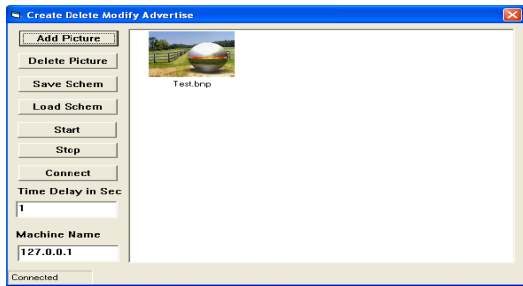 Create Delete Modify Advertise
Add Picture
Delete Picture
Save Schem
Load Schem
Start
Stop
Connect
Time Delay in Sec
1
Machine Name
127.0.0.1
Connected
Test.bmp